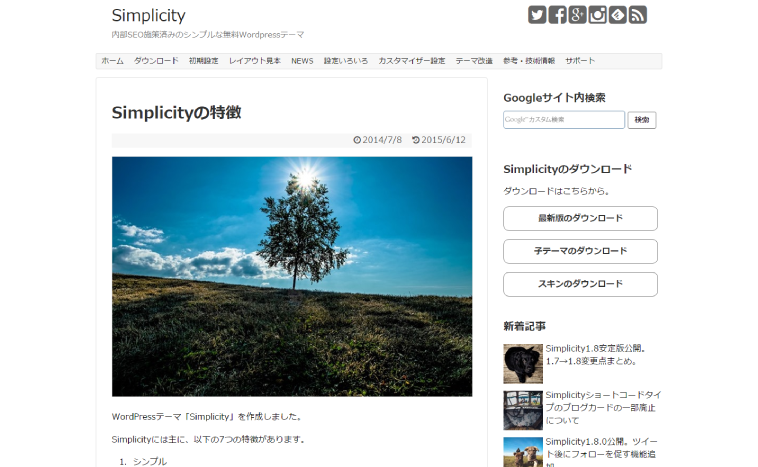 Simplicity
内部SEO施策済みのシンプルな無料Wordpressテーマ
ホーム ダウンロード 初期設定 レイアウト見本 NEWS 設定いろいろ カスタマイザー設定 テーマ改造 参考・技術情報 サポート
Simplicityの特徴
2014/7/8 2015/6/12
WordPressテーマ「Simplicity」を作成しました。
Simplicityには主に、以下の7つの特徴があります。
1. シンプル
Googleサイト内検索
Google カスタム検索 検索
Simplicityのダウンロード
ダウンロードはこちらから。
最新版のダウンロード
子テーマのダウンロード
スキンのダウンロード
新着記事
Simplicity1.8安定版公開。
1.7→1.8変更点まとめ。
Simplicityショートコードタイ
プのブログカードの一部廃止
について
Simplicity1.8.0公開。ツイー
ト後にフォローを促す機能追
加